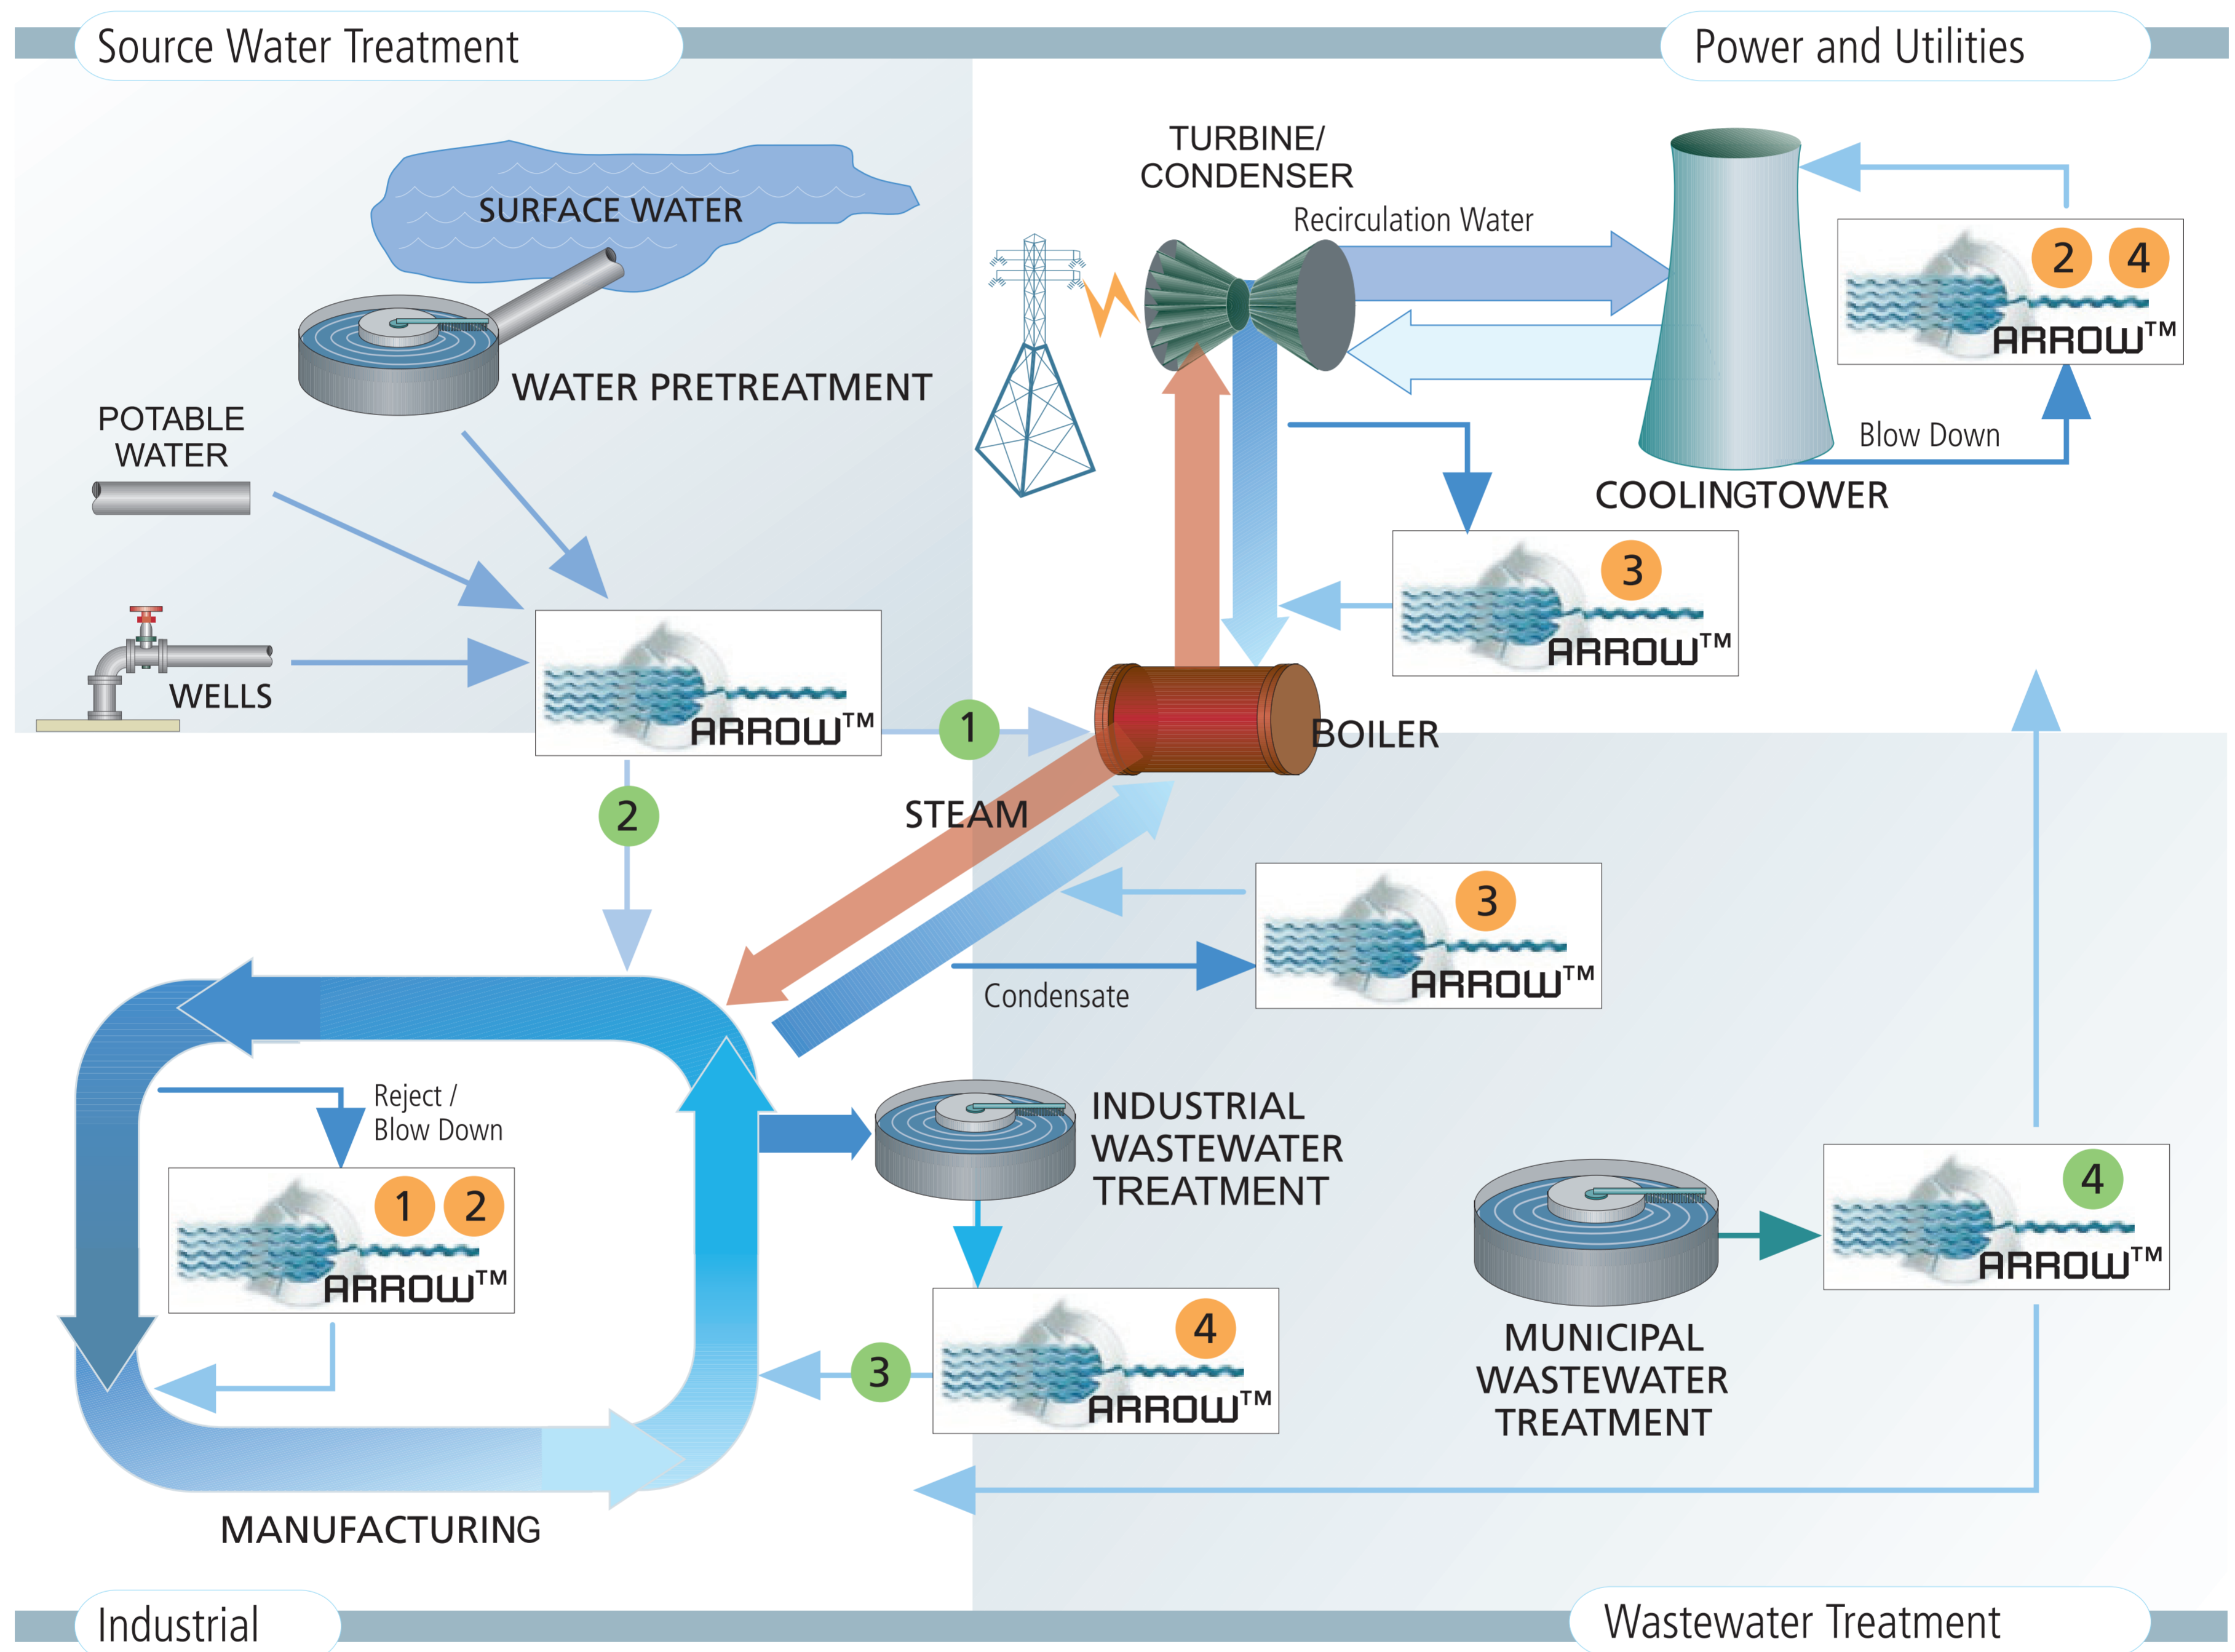 Source Water Treatment
Power and Utilities
SURFACE WATER
WATER PRETREATMENT
POTABLE
WATER
WELLS
ARROW™
1
2
TURBINE/
CONDENSER
Recirculation Water
2 4
ARROW™
Blow Down
COOLINGTOWER
3
ARROW™
BOILER
STEAM
3
ARROW™
Condensate
Reject /
Blow Down
1 2
ARROW™
MANUFACTURING
INDUSTRIAL
WASTEWATER
TREATMENT
4
ARROW™
3
MUNICIPAL
WASTEWATER
TREATMENT
4
ARROW™
Industrial
Wastewater Treatment